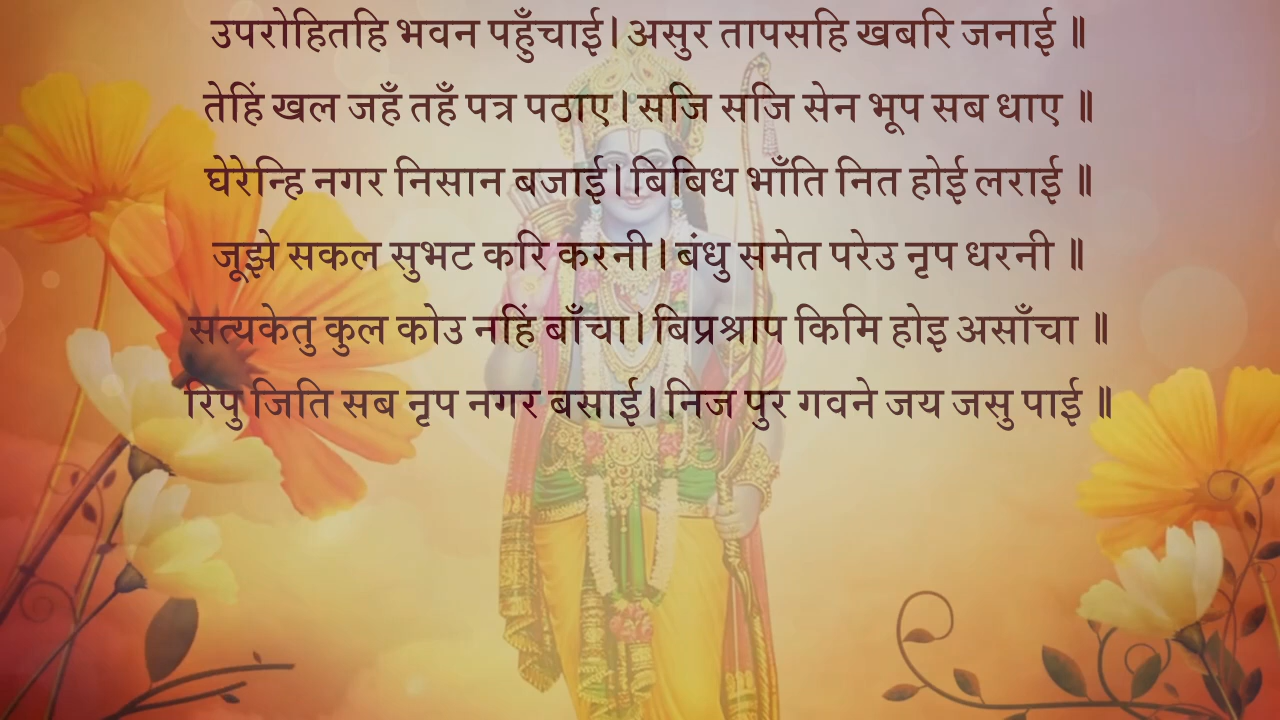 उपरोहितहि भवन पहुँचाई। असुर तापसहि खबरि जनाई ॥
तेहिं खल जहँ तहँ पत्र पठाए। सजि सजि सेन भूप सब धाए ॥
घेरेन्हि नगर निसान बजाई। बिबिध भाँति नित होई लराई ॥
जूझे सकल सुभट करि करनी। बंधु समेत परेउ नृप धरनी ॥
सत्यकेतु कुल कोउ नहिं बाँचा। बिप्रश्राप किमि होइ असाँचा ॥
रिपु जिति सब नृप नगर बसाई। निज पुर गवने जय जसु पाई ॥